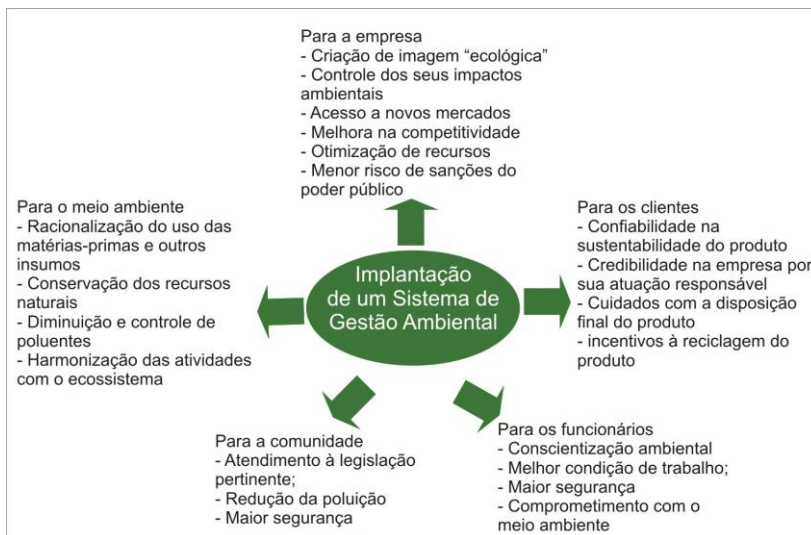 Para a empresa
- Criação de imagem “ecológica”
- Controle dos seus impactos
ambientais
- Acesso a novos mercados
- Melhora na competitividade
- Otimização de recursos
- Menor risco de sanções do
poder público
Para o meio ambiente
- Racionalização do uso das
matérias-primas e outros
insumos
- Conservação dos recursos
naturais
- Diminuição e controle de
poluentes
- Harmonização das atividades
com o ecossistema
Implantação
de um Sistema de
Gestão Ambiental
Para os clientes
- Confiabilidade na
sustentabilidade do produto
- Credibilidade na empresa por
sua atuação responsável
- Cuidados com a disposição
final do produto
- incentivos à reciclagem do
produto
Para a comunidade
- Atendimento à legislação
pertinente;
- Redução da poluição
- Maior segurança
Para os funcionários
- Conscientização ambiental
- Melhor condição de trabalho;
- Maior segurança
- Comprometimento com o
meio ambiente